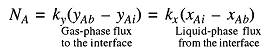 N_A = k_y(y_Ab − y_Ai) = k_x(x_Ai − x_Ab)
Gas-phase flux Liquid-phase flux
to the interface from the interface